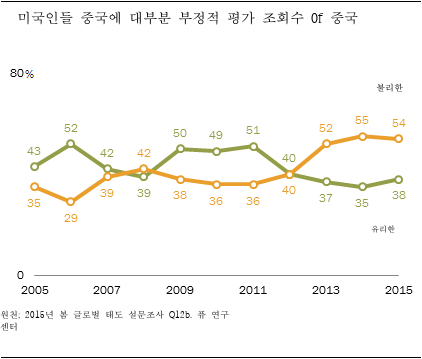 미국인들 중국에 대부분 부정적 평가 조회수 Of 중국
80%
불리한
52 55 54
52 50 49 51
43 42 42 40
35 39 39 38 36 36 40 37 35 38
29
유리한
0
2005 2007 2009 2011 2013 2015
원천; 2015년 봄 글로벌 태도 설문조사 Q12b. 퓨 연구
센터